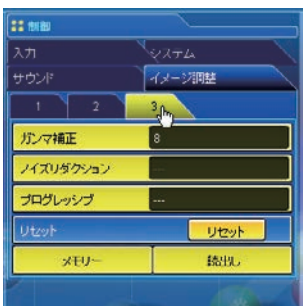 制御
入力 システム
サウンド イメージ調整
1 2 3
ガンマ補正 8
ノイズリダクション ---
プログレッシブ ---
リセット リセット
メモリー 読出し